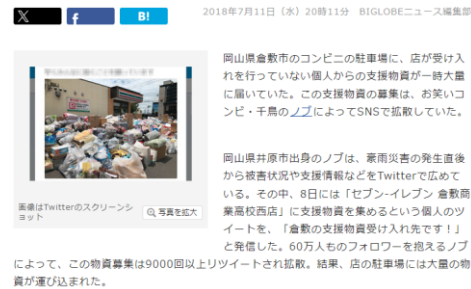 X
f
B!
2018年7月11日（水）20時11分　BIGLOBEニュース編集部
岡山県倉敷市のコンビニの駐車場に、店が受け入
れを行っていない個人からの支援物資が一時大量
に届いていた。この支援物資の募集は、お笑いコ
ンビ・千鳥のノブによってSNSで拡散していた。
画像はTwitterのスクリーンシ
ョット
写真を拡大
岡山県井原市出身のノブは、豪雨災害の発生直後
から被害状況や支援情報などをTwitterで広めて
いる。その中、8日には「セブン-イレブン 倉敷商
業高校西店」に支援物資を集めるという個人のツ
イートを、「倉敷の支援物資受け入れ先です！」
と発信した。60万人ものフォロワーを抱えるノブ
によって、この物資募集は9000回以上リツイートされ拡散。結果、店の駐車場には大量の物
資が運び込まれた。